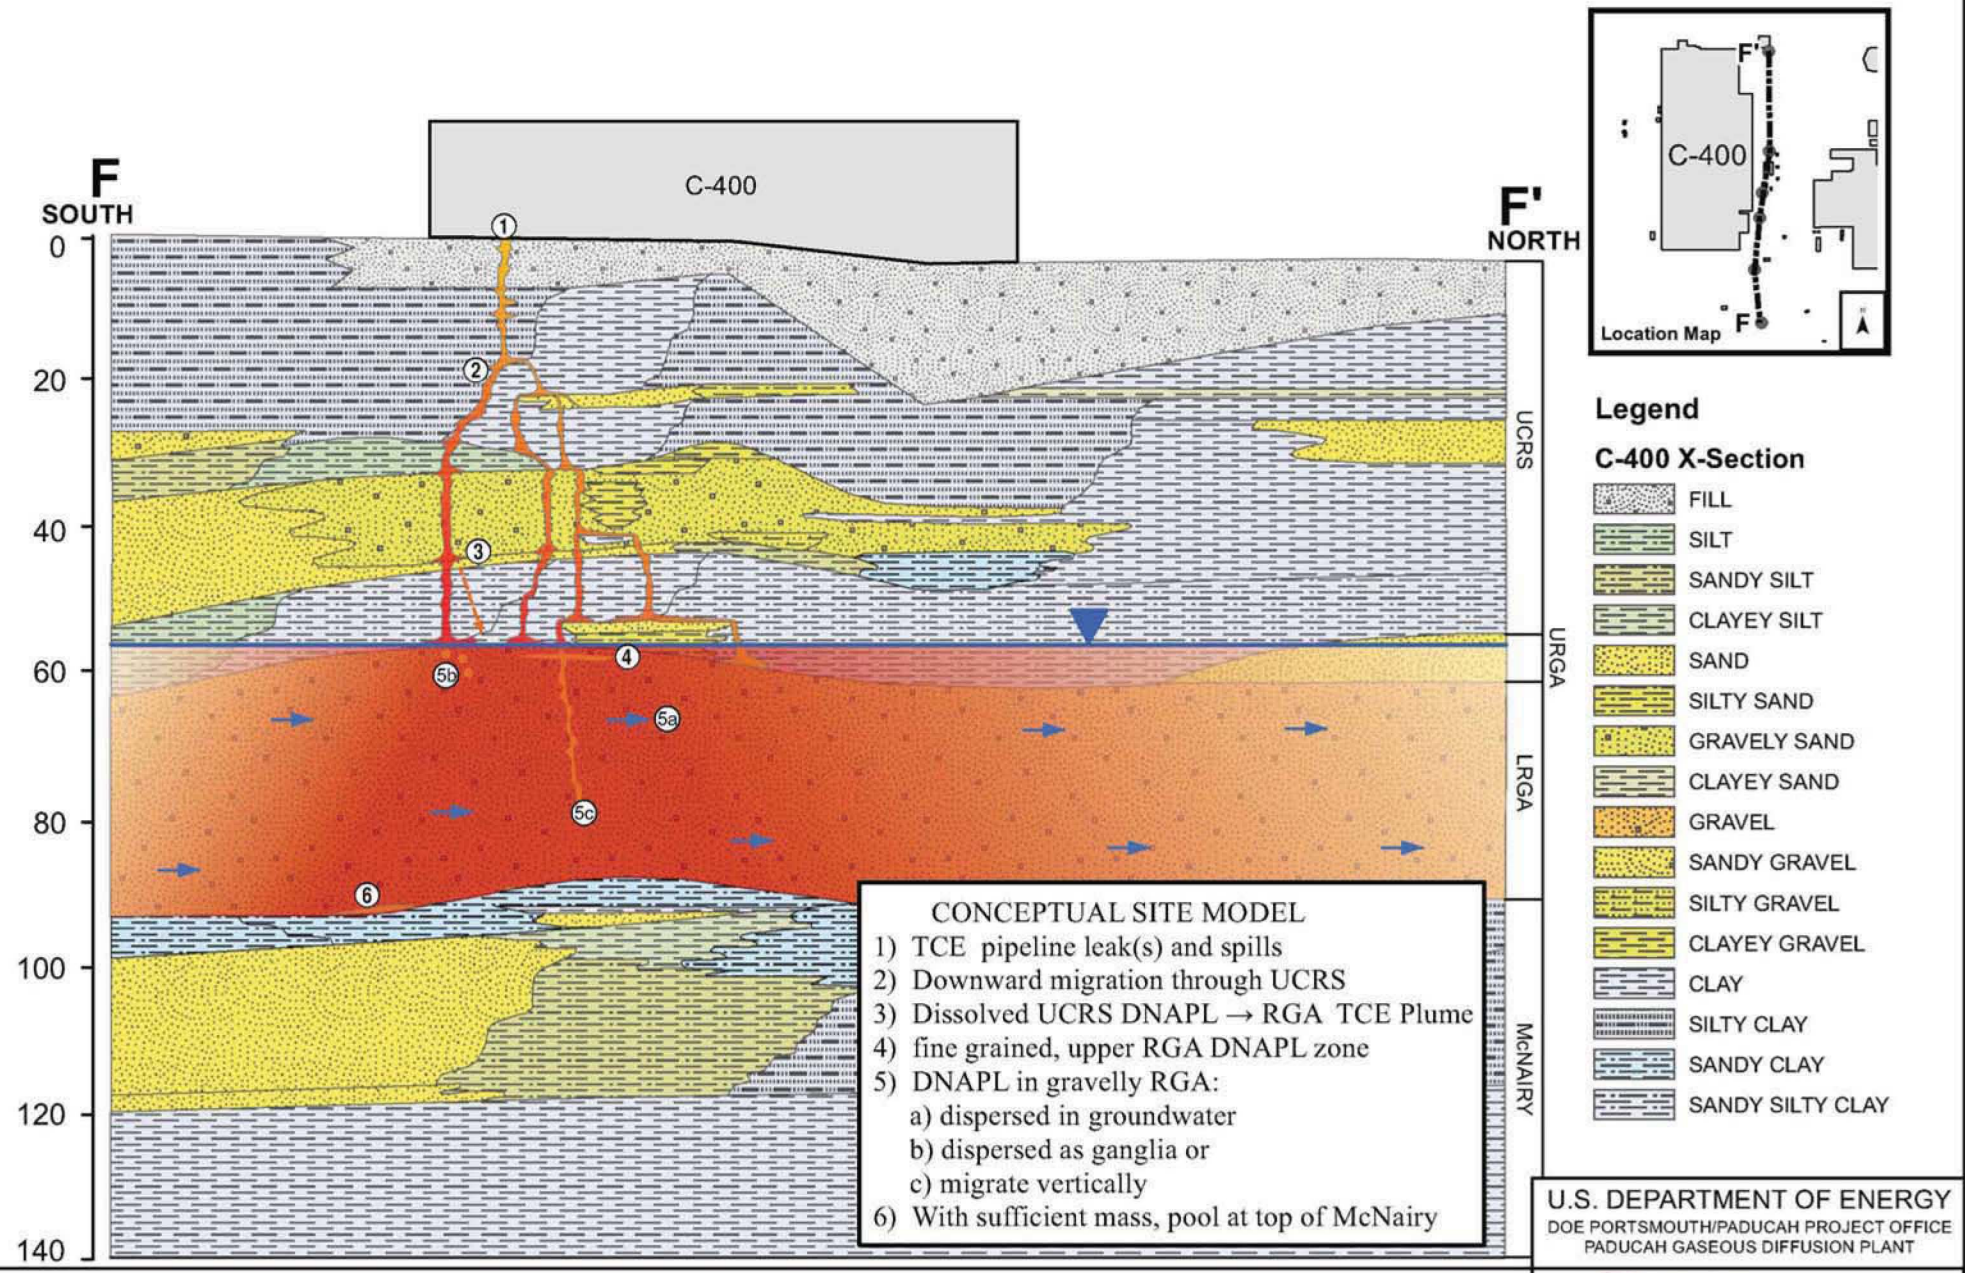 F
SOUTH
C-400
F'
NORTH
0
20
40
60
80
100
120
140
1
2
3
4
5b
5a
5c
6
UCRS
URGA
LRGA
McNAIRY
CONCEPTUAL SITE MODEL
1) TCE pipeline leak(s) and spills
2) Downward migration through UCRS
3) Dissolved UCRS DNAPL → RGA TCE Plume
4) fine grained, upper RGA DNAPL zone
5) DNAPL in gravelly RGA:
a) dispersed in groundwater
b) dispersed as ganglia or
c) migrate vertically
6) With sufficient mass, pool at top of McNairy
F'
C-400
F
Location Map
Legend
C-400 X-Section
FILL
SILT
SANDY SILT
CLAYEY SILT
SAND
SILTY SAND
GRAVELY SAND
CLAYEY SAND
GRAVEL
SANDY GRAVEL
SILTY GRAVEL
CLAYEY GRAVEL
CLAY
SILTY CLAY
SANDY CLAY
SANDY SILTY CLAY
U.S. DEPARTMENT OF ENERGY
DOE PORTSMOUTH/PADUCAH PROJECT OFFICE
PADUCAH GASEOUS DIFFUSION PLANT